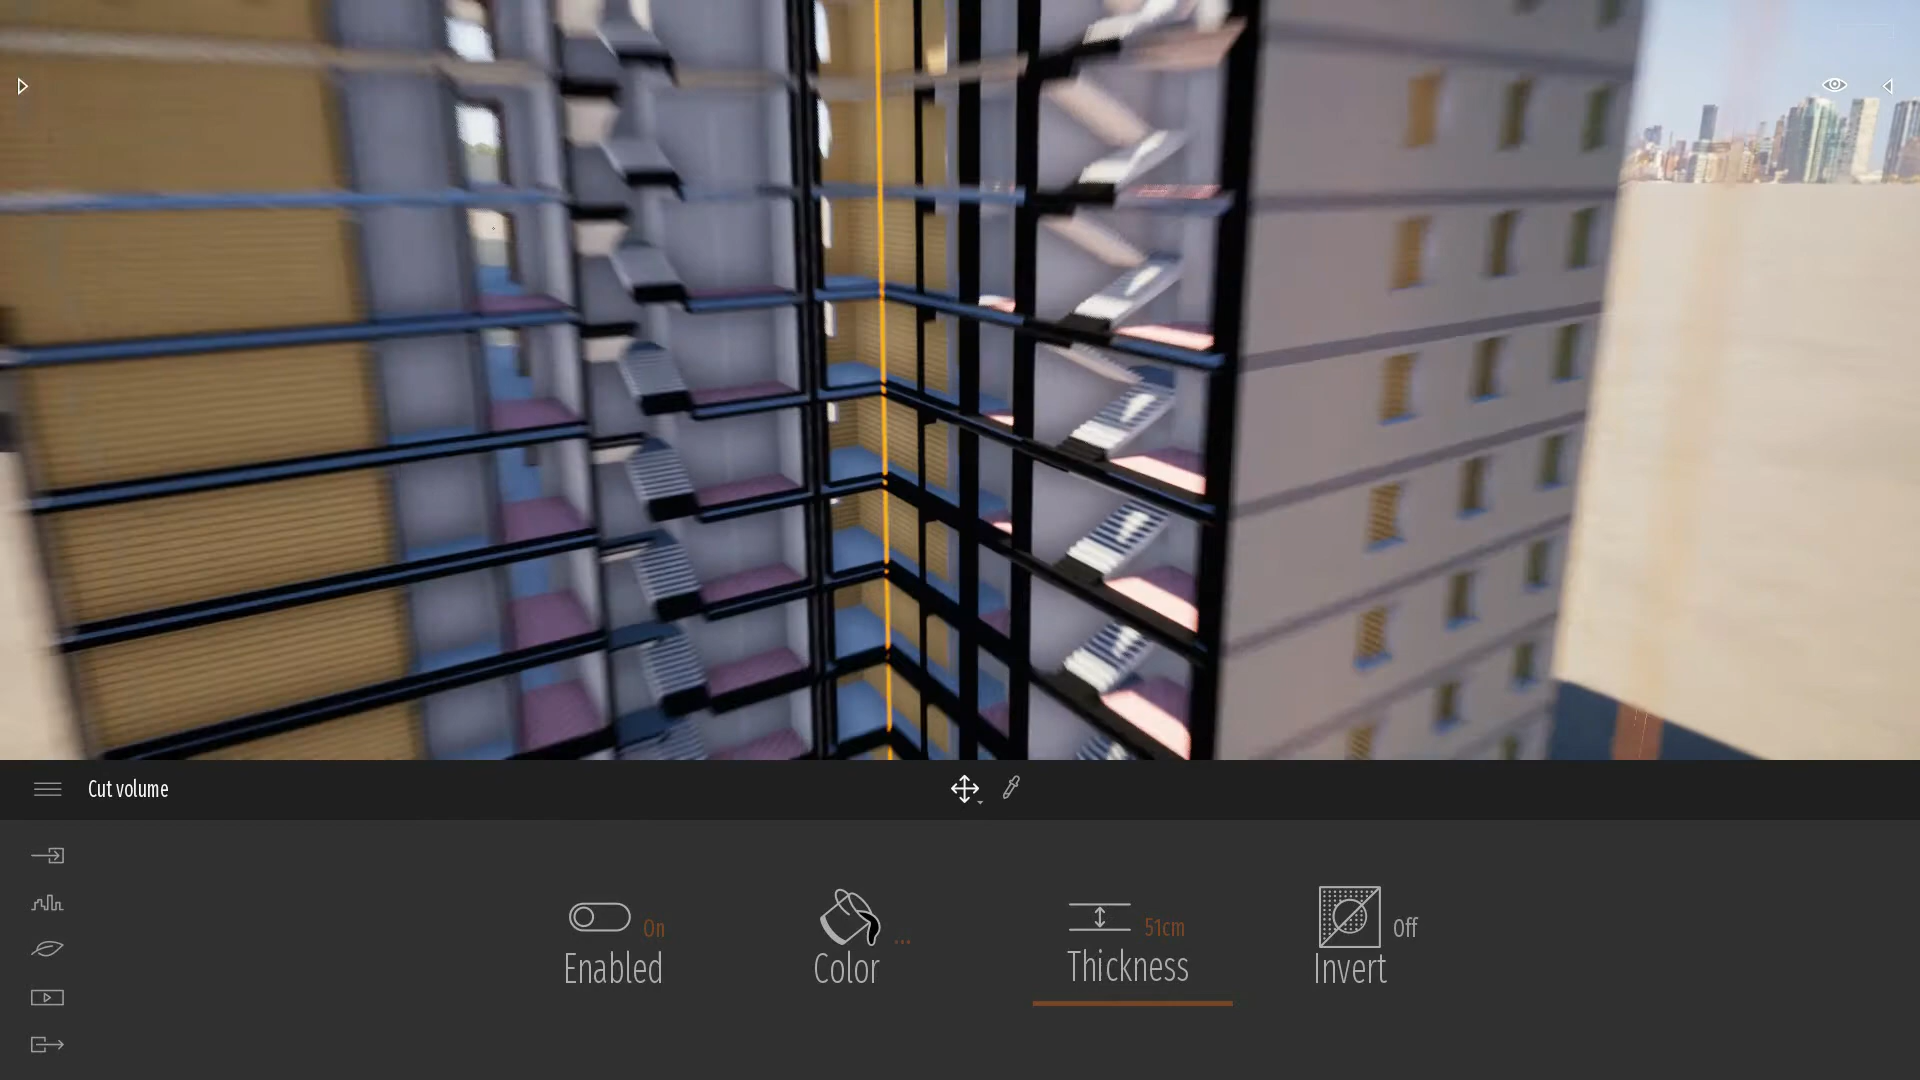 Cut volume
On
Enabled
...
Color
51cm
Thickness
Off
Invert